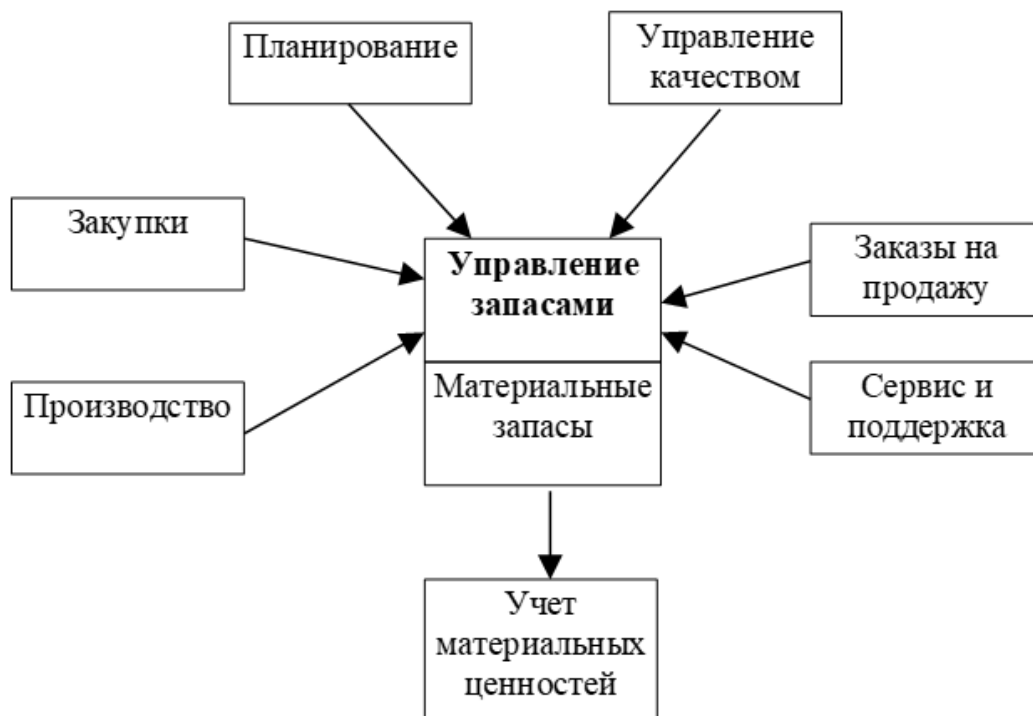 Планирование
Управление
качеством
Закупки
Управление
запасами
Заказы на
продажу
Производство
Материальные
запасы
Сервис и
поддержка
Учет
материальных
ценностей